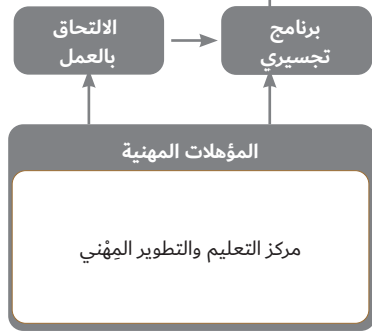 برنامج
تجسيري
الالتحاق
بالعمل
المؤهلات المهنية
مركز التعليم والتطوير المِهْني